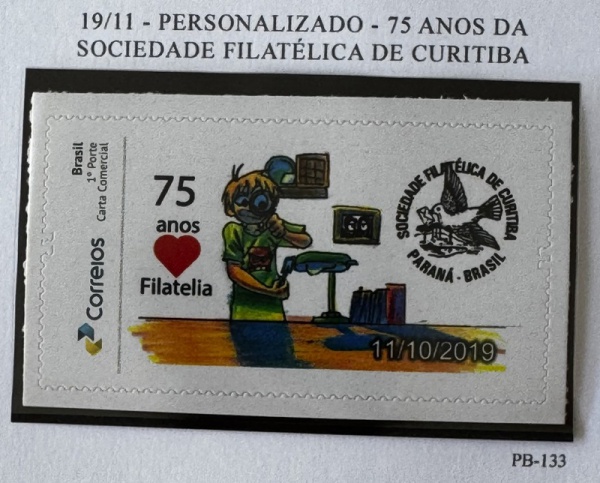 19/11 - PERSONALIZADO - 75 ANOS DA
SOCIEDADE FILATÉLICA DE CURITIBA
Brasil
1º Porte
Carta Comercial
Correios
75
anos
Filatelia
SOCIEDADE FILATÉLICA DE CURITIBA
PARANÁ - BRASIL
11/10/2019
PB-133